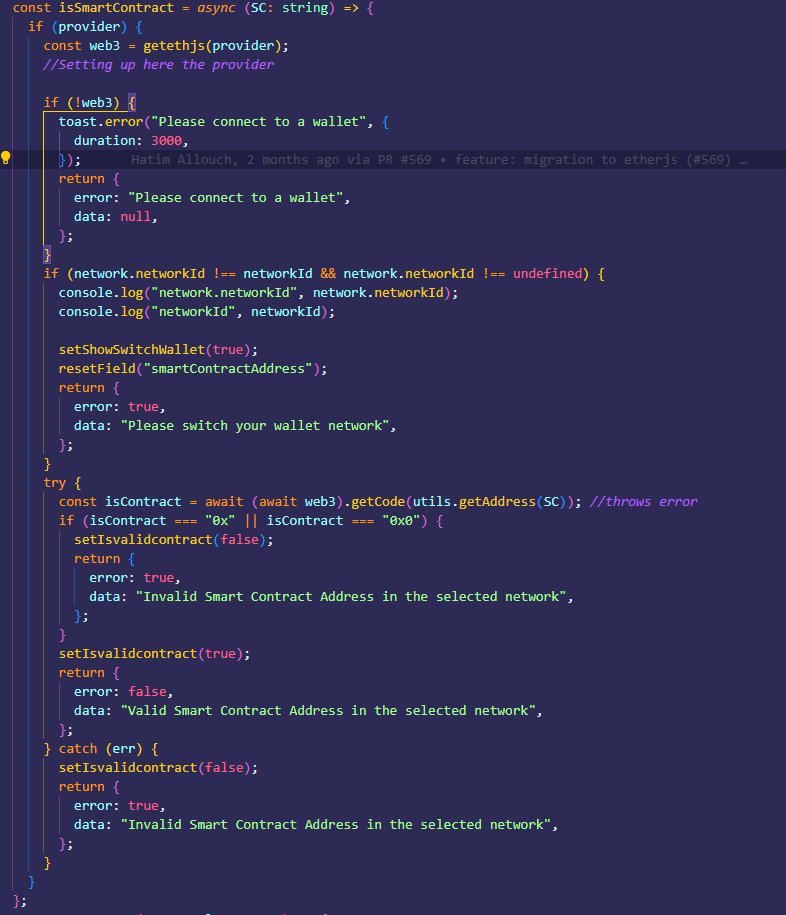 const isSmartContract = async (SC: string) => {
if (provider) {
const web3 = getethjs(provider);
//Setting up here the provider
if (!web3) {
toast.error("Please connect to a wallet", {
duration: 3000,
}); Hatim Allouch, 2 months ago via PR #569 • feature: migration to etherjs (#569) …
return {
error: "Please connect to a wallet",
data: null,
};
}
if (network.networkId !== networkId && network.networkId !== undefined) {
console.log("network.networkId", network.networkId);
console.log("networkId", networkId);
setShowSwitchWallet(true);
resetField("smartContractAddress");
return {
error: true,
data: "Please switch your wallet network",
};
}
try {
const isContract = await (await web3).getCode(utils.getAddress(SC)); //throws error
if (isContract === "0x" || isContract === "0x0") {
setIsvalidcontract(false);
return {
error: true,
data: "Invalid Smart Contract Address in the selected network",
};
}
setIsvalidcontract(true);
return {
error: false,
data: "Valid Smart Contract Address in the selected network",
};
} catch (err) {
setIsvalidcontract(false);
return {
error: true,
data: "Invalid Smart Contract Address in the selected network",
};
}
}
};